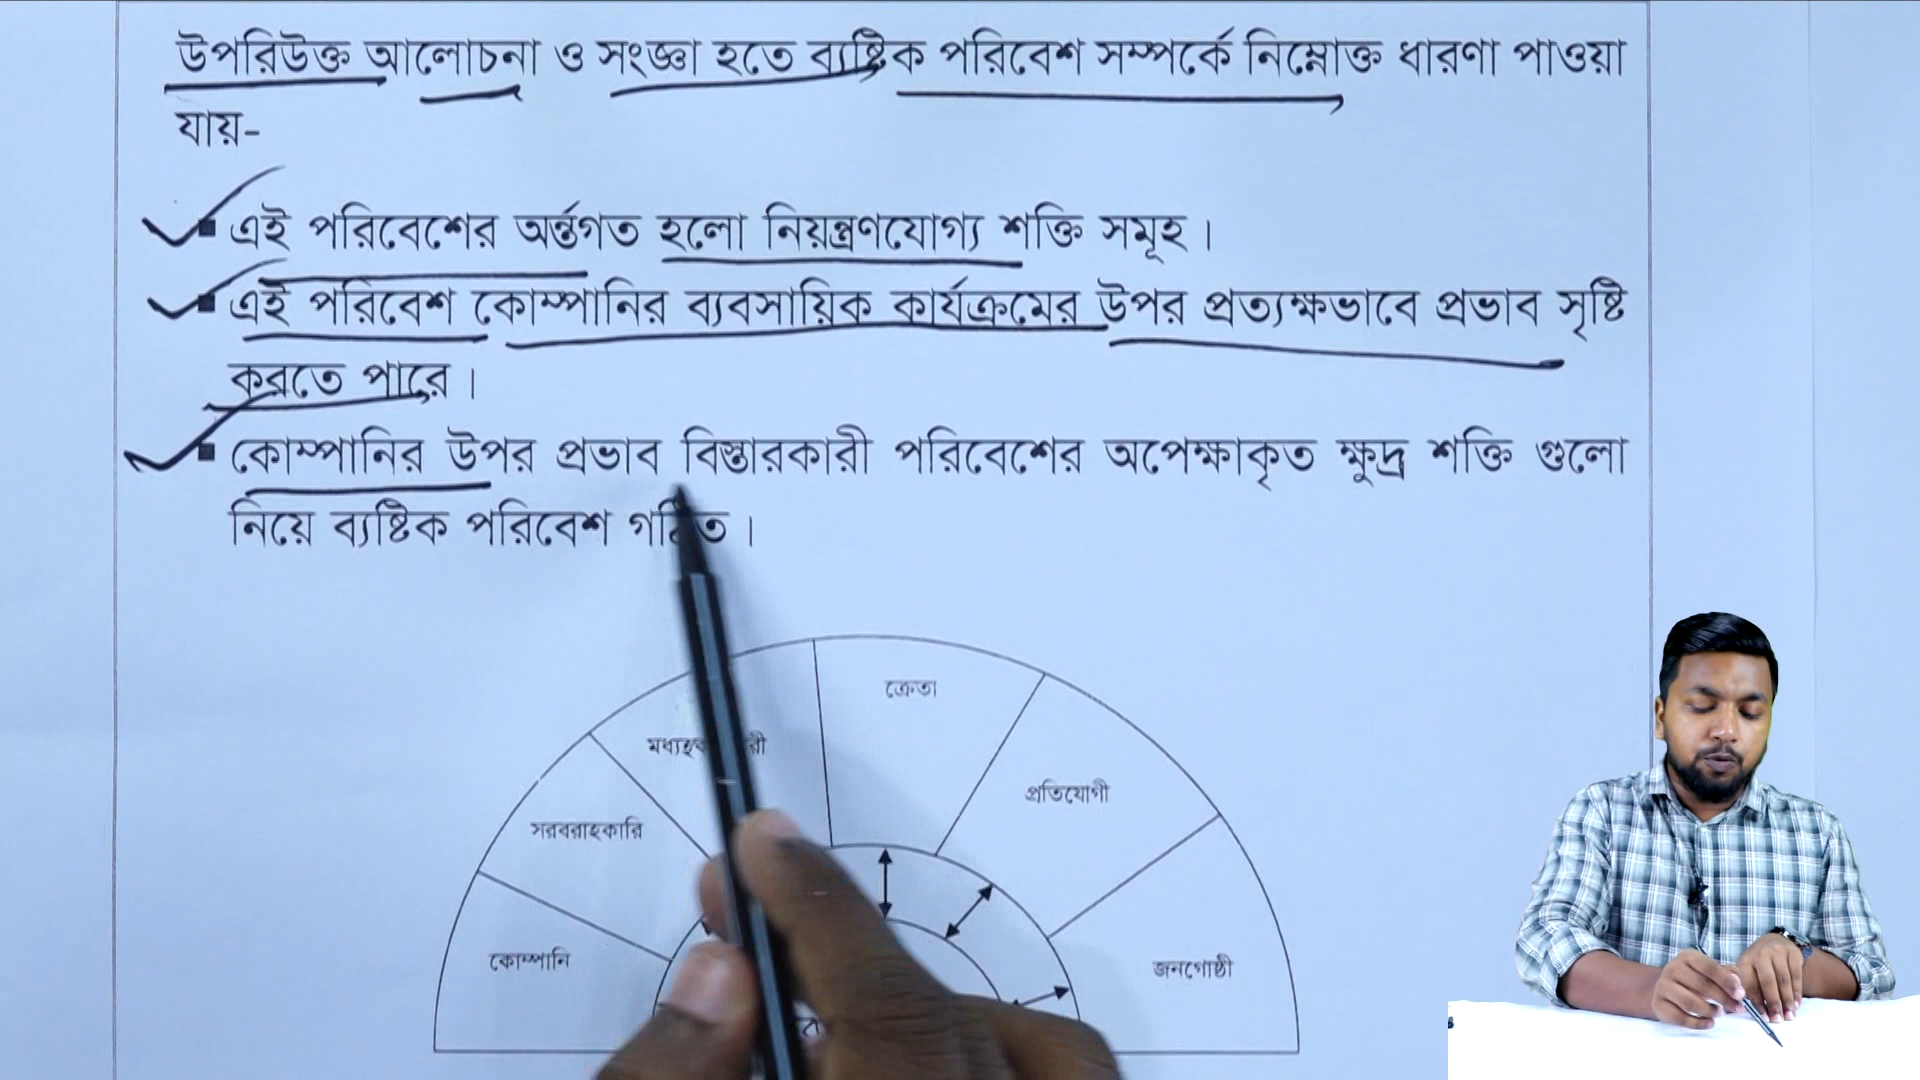 উপরিউক্ত আলোচনা ও সংজ্ঞা হতে ব্যষ্টিক পরিবেশ সম্পর্কে নিম্নোক্ত ধারণা পাওয়া
যায়-
▪ এই পরিবেশের অর্ন্তগত হলো নিয়ন্ত্রণযোগ্য শক্তি সমূহ।
▪ এই পরিবেশ কোম্পানির ব্যবসায়িক কার্যক্রমের উপর প্রত্যক্ষভাবে প্রভাব সৃষ্টি
করতে পারে।
▪ কোম্পানির উপর প্রভাব বিস্তারকারী পরিবেশের অপেক্ষাকৃত ক্ষুদ্র শক্তি গুলো
নিয়ে ব্যষ্টিক পরিবেশ গঠিত।
ক্রেতা
প্রতিযোগী
সরবরাহকারি
কোম্পানি
জনগোষ্ঠী